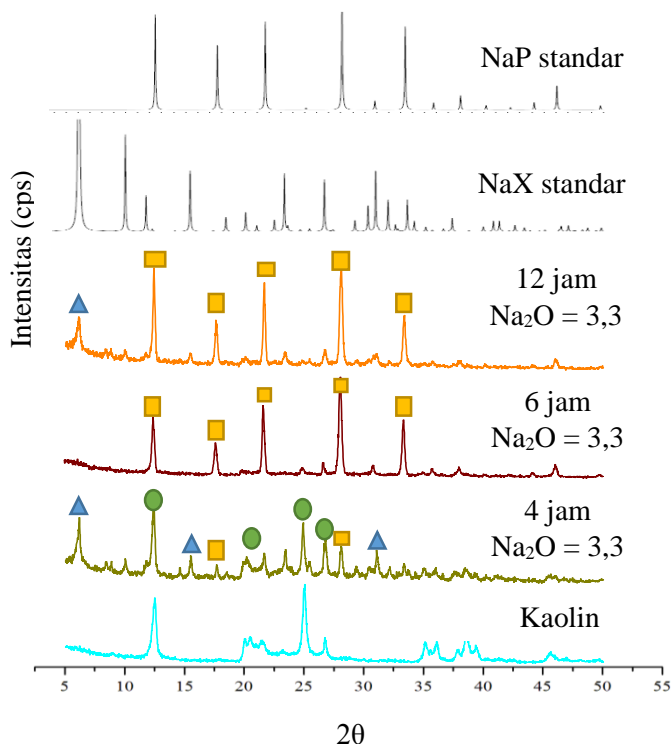 NaP standar
NaX standar
Intensitas (cps)
12 jam
Na₂O = 3,3
6 jam
Na₂O = 3,3
4 jam
Na₂O = 3,3
Kaolin
5 10 15 20 25 30 35 40 45 50 55
2θ